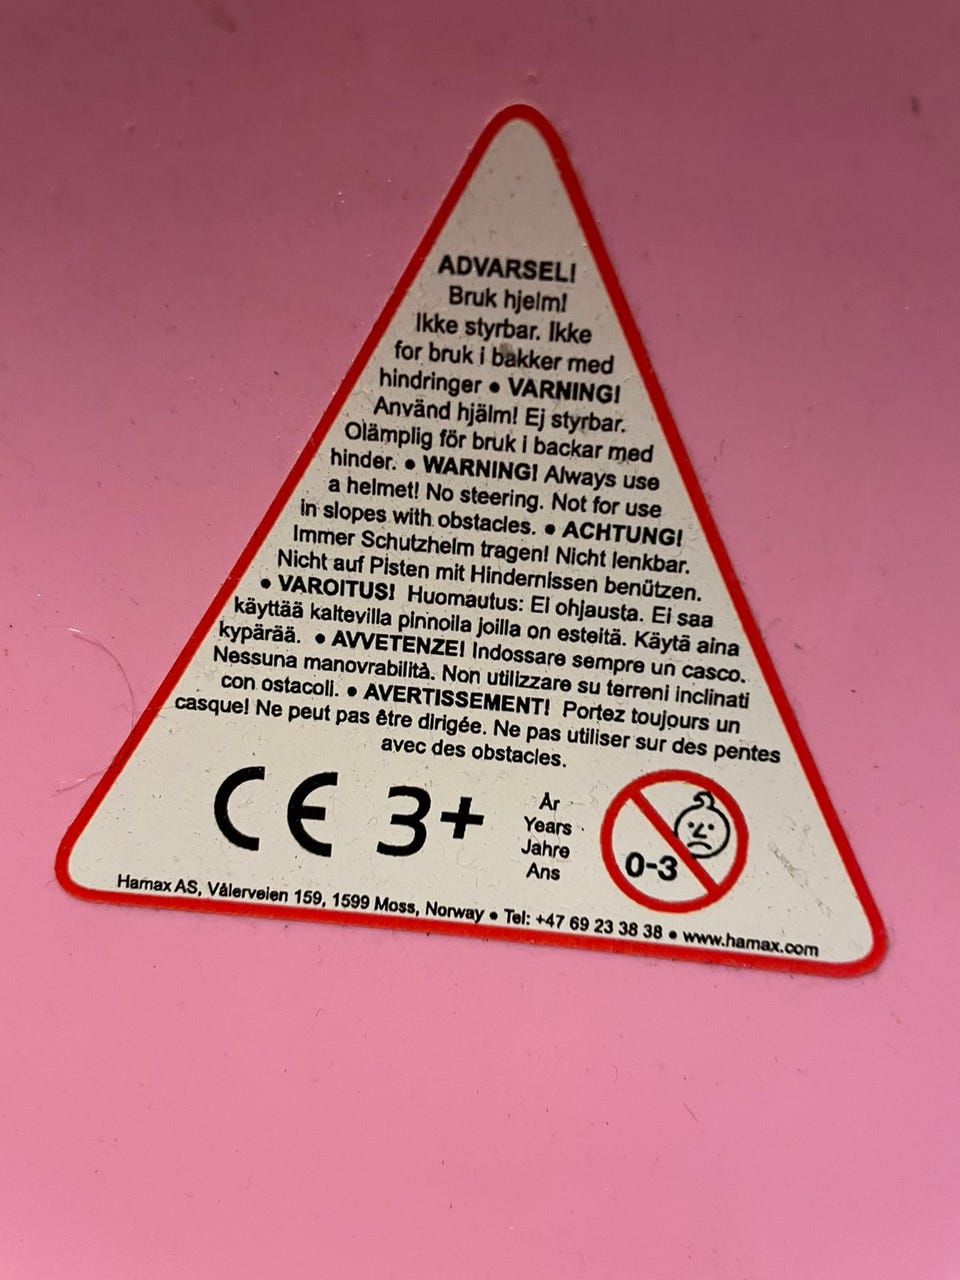 ADVARSEL!
Bruk hjelm!
Ikke styrbar. Ikke
for bruk i bakker med
hindringer • VARNING!
Använd hjälm! Ej styrbar.
Olämplig för bruk i backar med
hinder. • WARNING! Always use
a helmet! No steering. Not for use
in slopes with obstacles. • ACHTUNG!
Immer Schutzhelm tragen! Nicht lenkbar.
Nicht auf Pisten mit Hindernissen benützen.
• VAROITUS! Huomautus: Ei ohjausta. Ei saa
käyttää kaltevilla pinnoila joilla on esteitä. Käytä aina
kypärää. • AVVETENZE! Indossare sempre un casco.
Nessuna manovrabilità. Non utilizzare su terreni inclinati
con ostacoli. • AVERTISSEMENT! Portez toujours un
casque! Ne peut pas être dirigée. Ne pas utiliser sur des pentes
avec des obstacles.
CE 3+
År
Years
Jahre
Ans
0-3
Hamax AS, Vålerveien 159, 1599 Moss, Norway • Tel: +47 69 23 38 38 • www.hamax.com